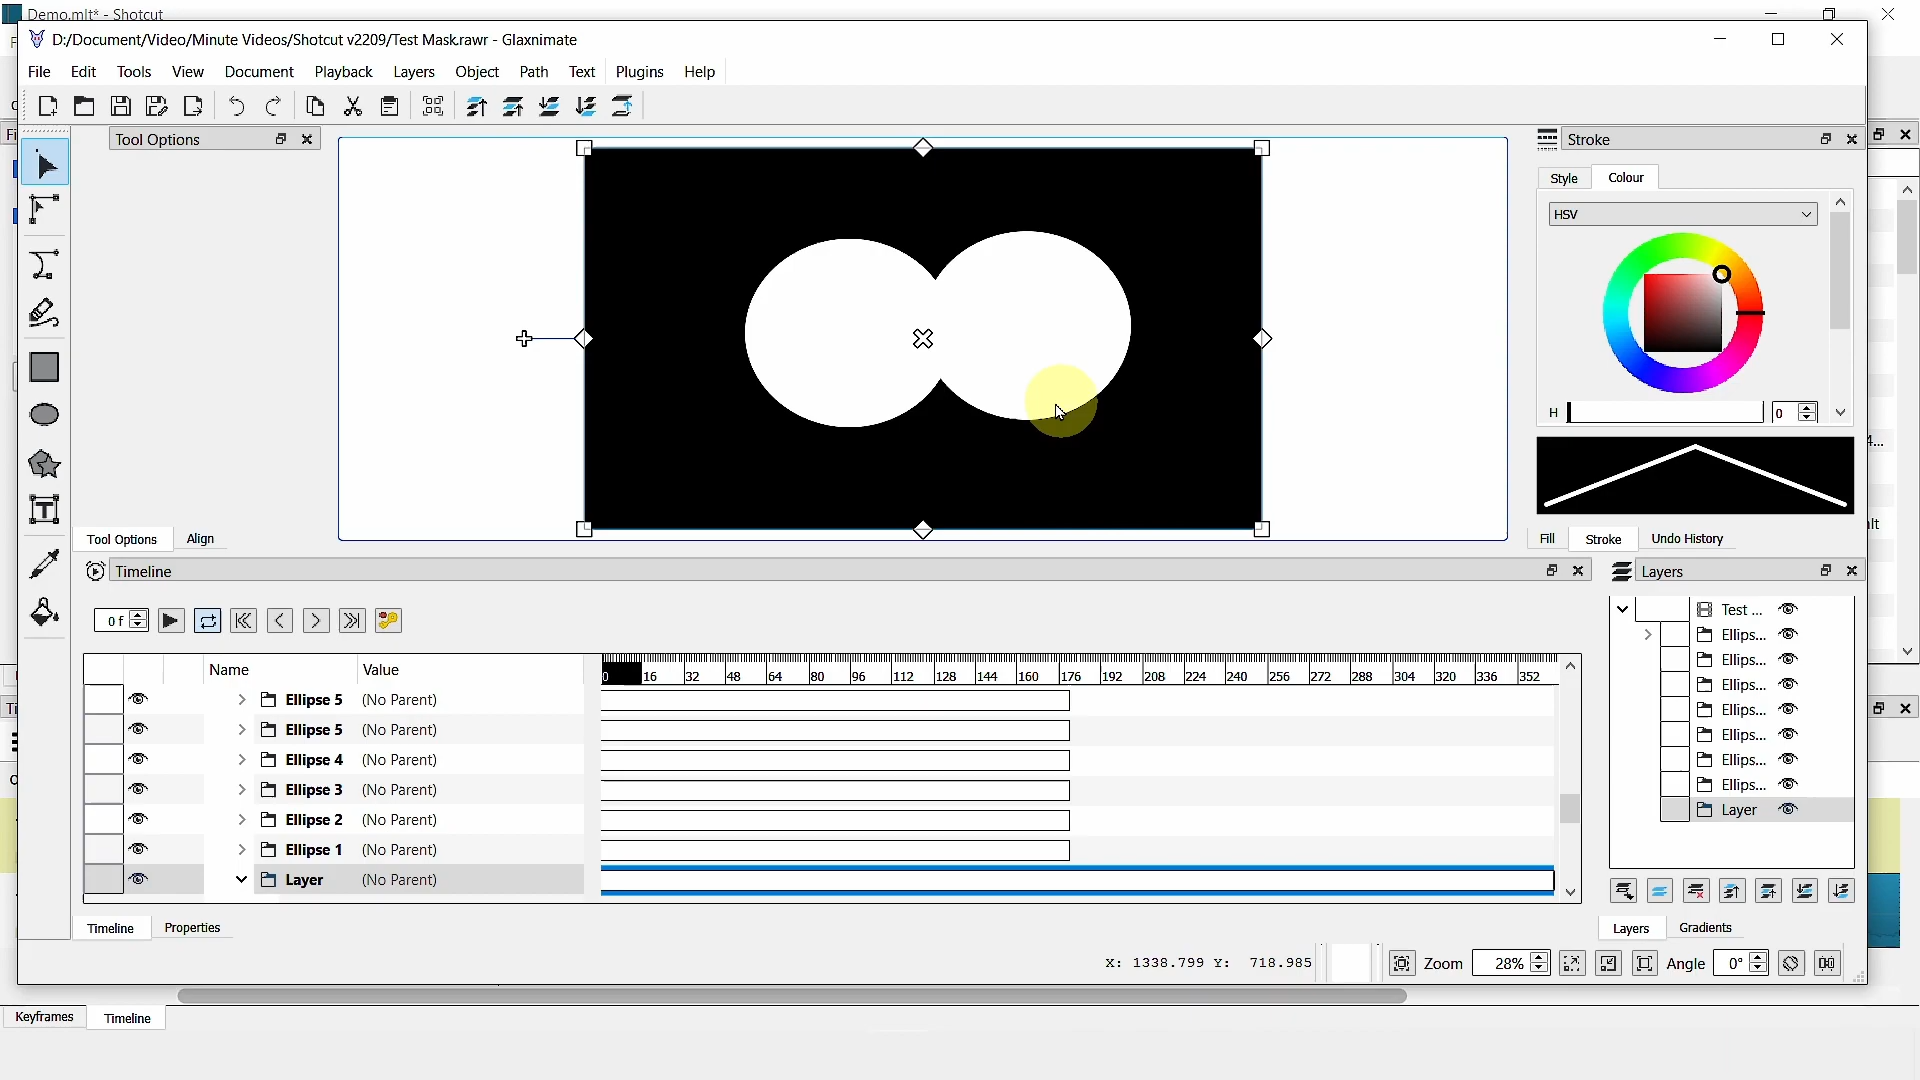 Demo.mlt* - Shotcut
D:/Document/Video/Minute Videos/Shotcut v2209/Test Mask.rawr - Glaxnimate
File Edit Tools View Document Playback Layers Object Path Text Plugins Help
Tool Options
Stroke
Style Colour
HSV
H 0
Tool Options Align
Fill Stroke Undo History
Timeline
Layers
0 f
Name Value
0 16 32 48 64 80 96 112 128 144 160 176 192 208 224 240 256 272 288 304 320 336 352
Ellipse 5 (No Parent)
Ellipse 5 (No Parent)
Ellipse 4 (No Parent)
Ellipse 3 (No Parent)
Ellipse 2 (No Parent)
Ellipse 1 (No Parent)
Layer (No Parent)
Test ...
Ellips...
Ellips...
Ellips...
Ellips...
Ellips...
Ellips...
Ellips...
Layer
Timeline Properties
Layers Gradients
X: 1338.799 Y: 718.985
Zoom 28% Angle 0°
Keyframes Timeline